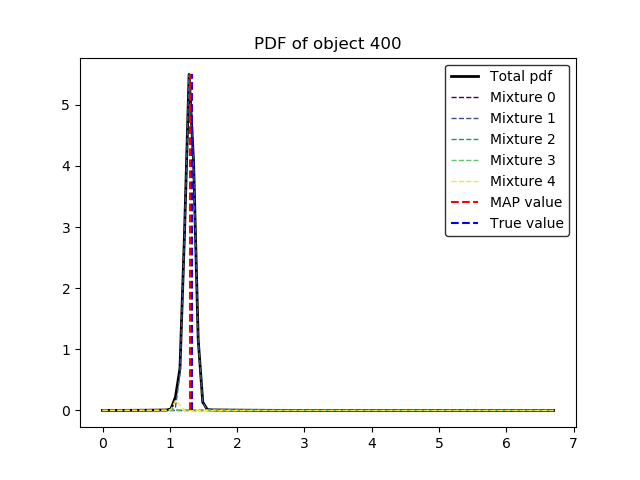 PDF of object 400
Total pdf
Mixture 0
Mixture 1
Mixture 2
Mixture 3
Mixture 4
MAP value
True value
5
4
3
2
1
0
0 1 2 3 4 5 6 7